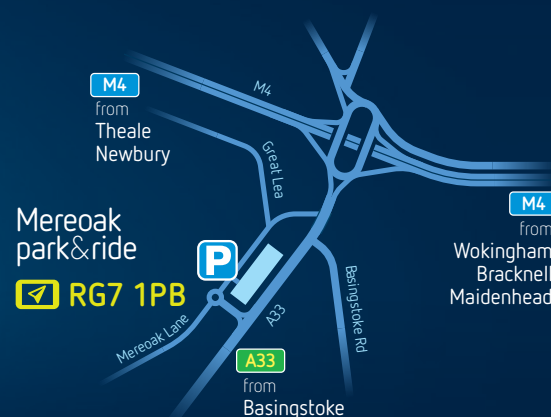 M4
from
Theale
Newbury
M4
Great Lea
Mereoak
park&ride
RG7 1PB
P
M4
from
Wokingham
Bracknell
Maidenhead
Mereoak Lane
A33
Basingstoke Rd
A33
from
Basingstoke